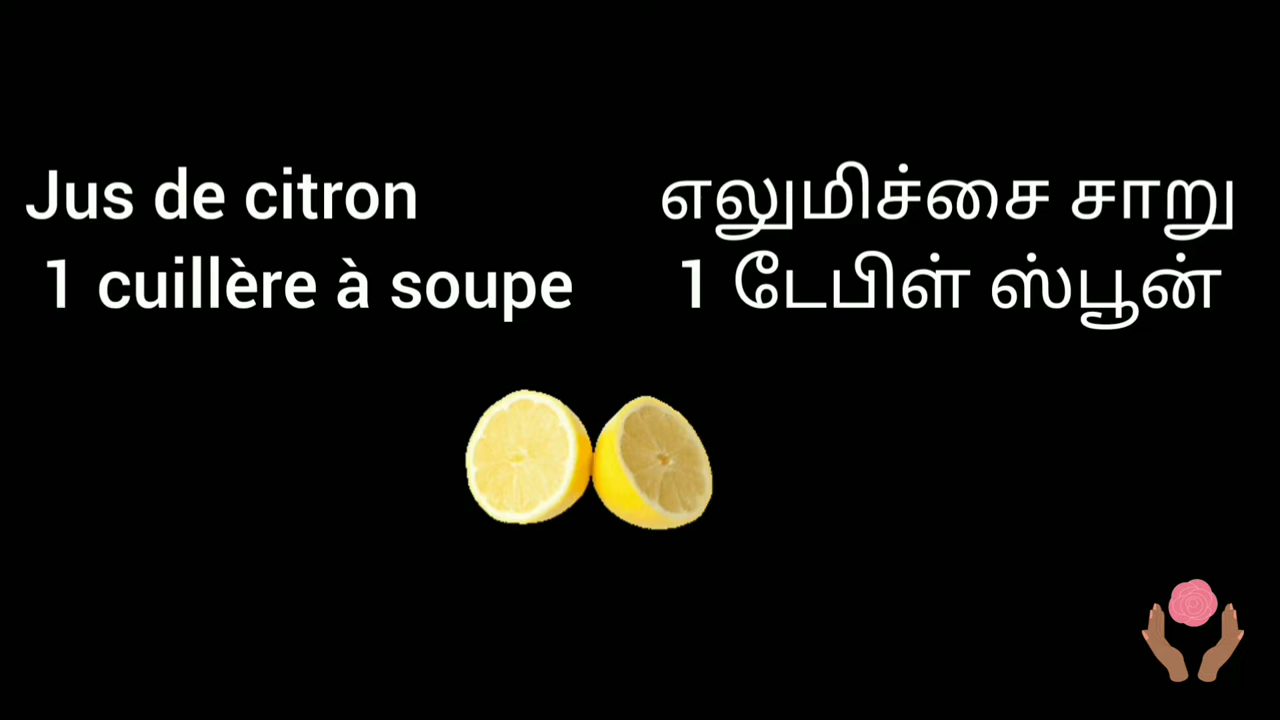 Jus de citron
1 cuillère à soupe
எலுமிச்சை சாறு
1 டேபிள் ஸ்பூன்